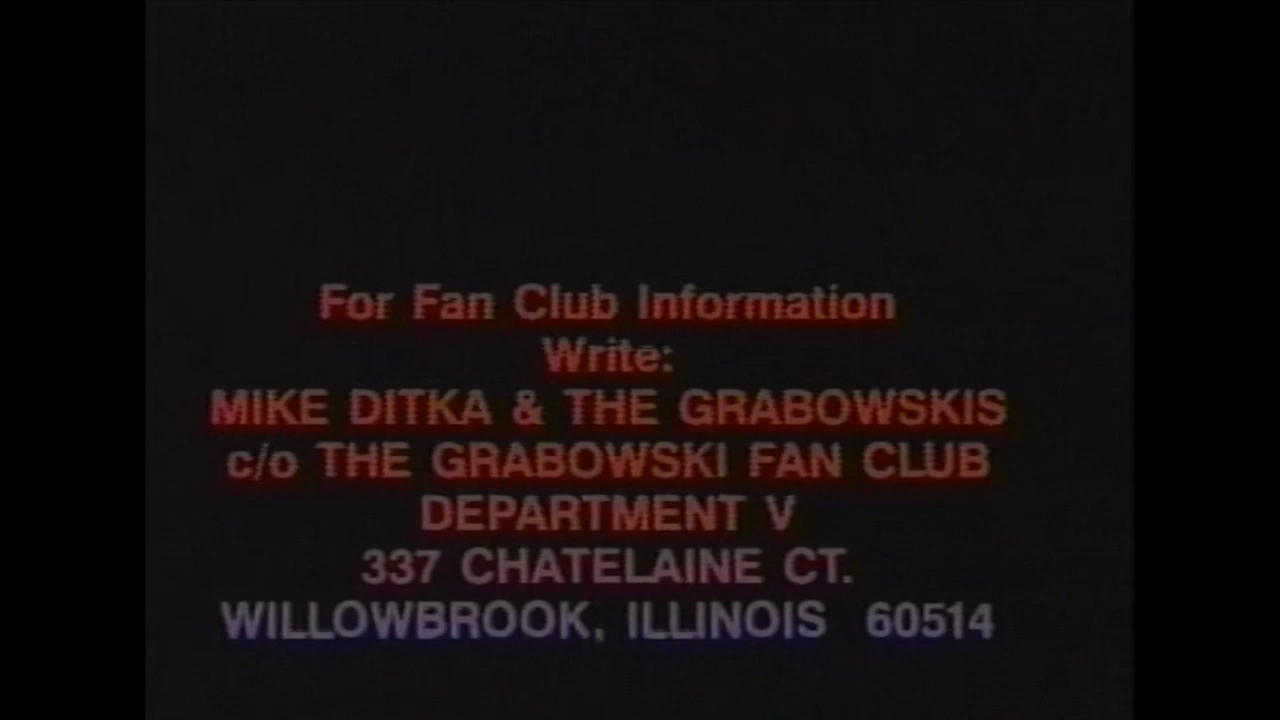 For Fan Club Information
Write:
MIKE DITKA & THE GRABOWSKIS
c/o THE GRABOWSKI FAN CLUB
DEPARTMENT V
337 CHATELAINE CT.
WILLOWBROOK, ILLINOIS 60514